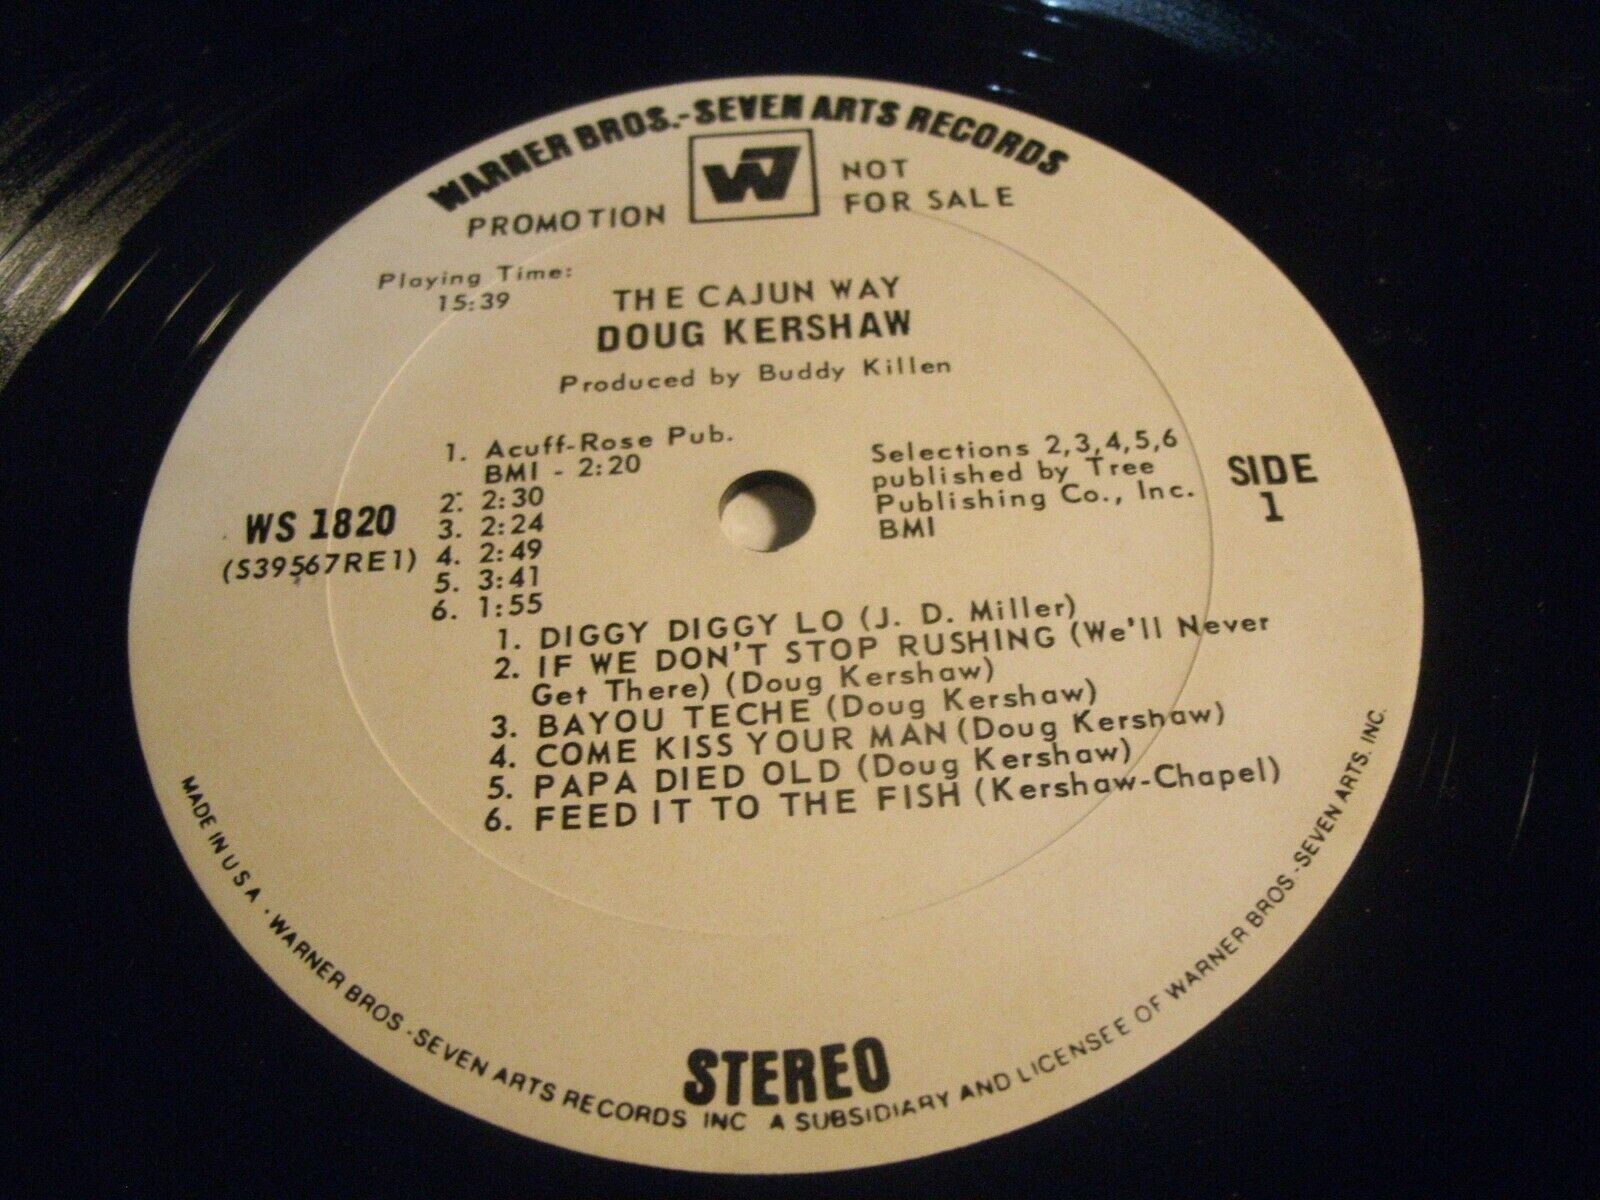 WARNER BROS.-SEVEN ARTS RECORDS
PROMOTION
W7
NOT
FOR SALE
Playing Time:
15:39
THE CAJUN WAY
DOUG KERSHAW
Produced by Buddy Killen
1. Acuff-Rose Pub.
BMI - 2:20
2. 2:30
3. 2:24
4. 2:49
5. 3:41
6. 1:55
Selections 2,3,4,5,6
published by Tree
Publishing Co., Inc.
BMI
SIDE
1
WS 1820
(S39567RE1)
1. DIGGY DIGGY LO (J. D. Miller)
2. IF WE DON'T STOP RUSHING (We'll Never
Get There) (Doug Kershaw)
3. BAYOU TECHE (Doug Kershaw)
4. COME KISS YOUR MAN (Doug Kershaw)
5. PAPA DIED OLD (Doug Kershaw)
6. FEED IT TO THE FISH (Kershaw-Chapel)
STEREO
MADE IN U S A . WARNER BROS.-SEVEN ARTS RECORDS INC A SUBSIDIARY AND LICENSEE OF WARNER BROS.-SEVEN ARTS. INC.